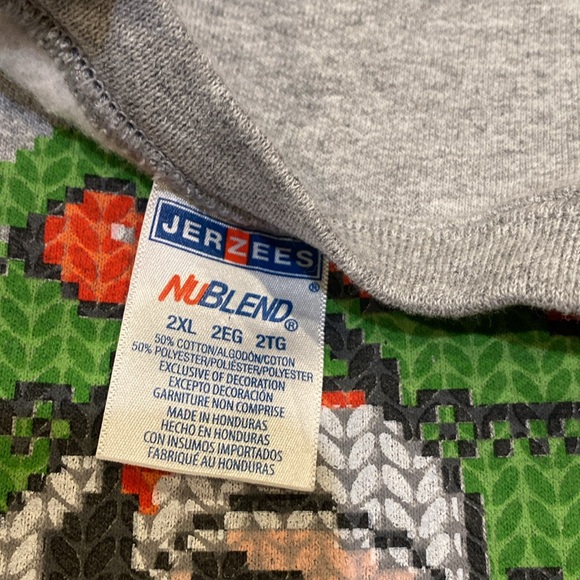 JERZEES
®
NUBLEND®
2XL 2EG 2TG
50% COTTON/ALGODÓN/COTON
50% POLYESTER/POLIÉSTER/POLYESTER
EXCLUSIVE OF DECORATION
EXCEPTO DECORACIÓN
GARNITURE NON COMPRISE
MADE IN HONDURAS
HECHO EN HONDURAS
CON INSUMOS IMPORTADOS
FABRIQUÉ AU HONDURAS